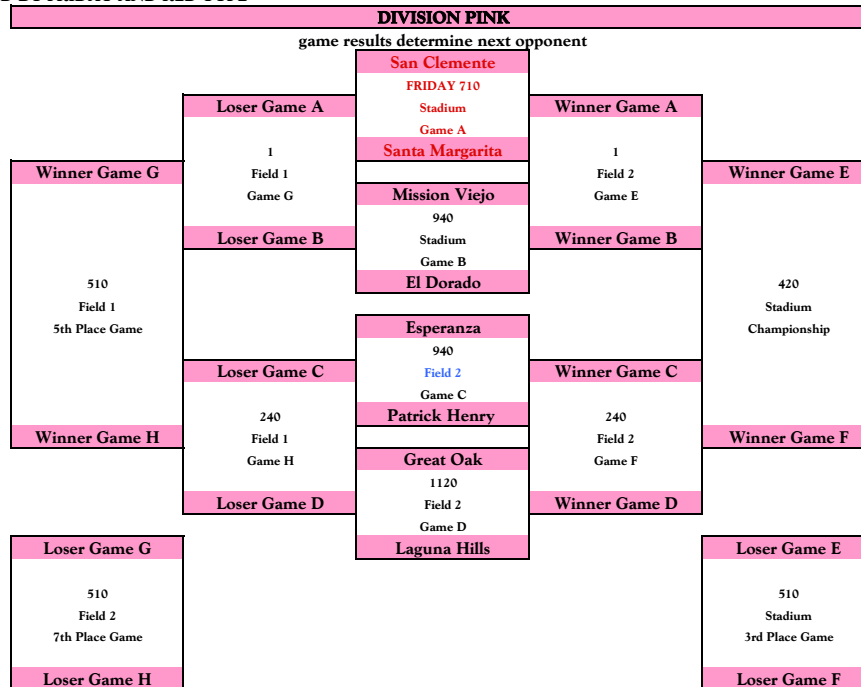 DIVISION PINK
game results determine next opponent
San Clemente
FRIDAY 710
Stadium
Game A
Santa Margarita
Mission Viejo
940
Stadium
Game B
El Dorado
Esperanza
940
Field 2
Game C
Patrick Henry
Great Oak
1120
Field 2
Game D
Laguna Hills
Loser Game A
1
Field 1
Game G
Loser Game B
Loser Game C
240
Field 1
Game H
Loser Game D
Winner Game G
510
Field 1
5th Place Game
Winner Game H
Loser Game G
510
Field 2
7th Place Game
Loser Game H
Winner Game A
1
Field 2
Game E
Winner Game B
Winner Game C
240
Field 2
Game F
Winner Game D
Winner Game E
420
Stadium
Championship
Winner Game F
Loser Game E
510
Stadium
3rd Place Game
Loser Game F